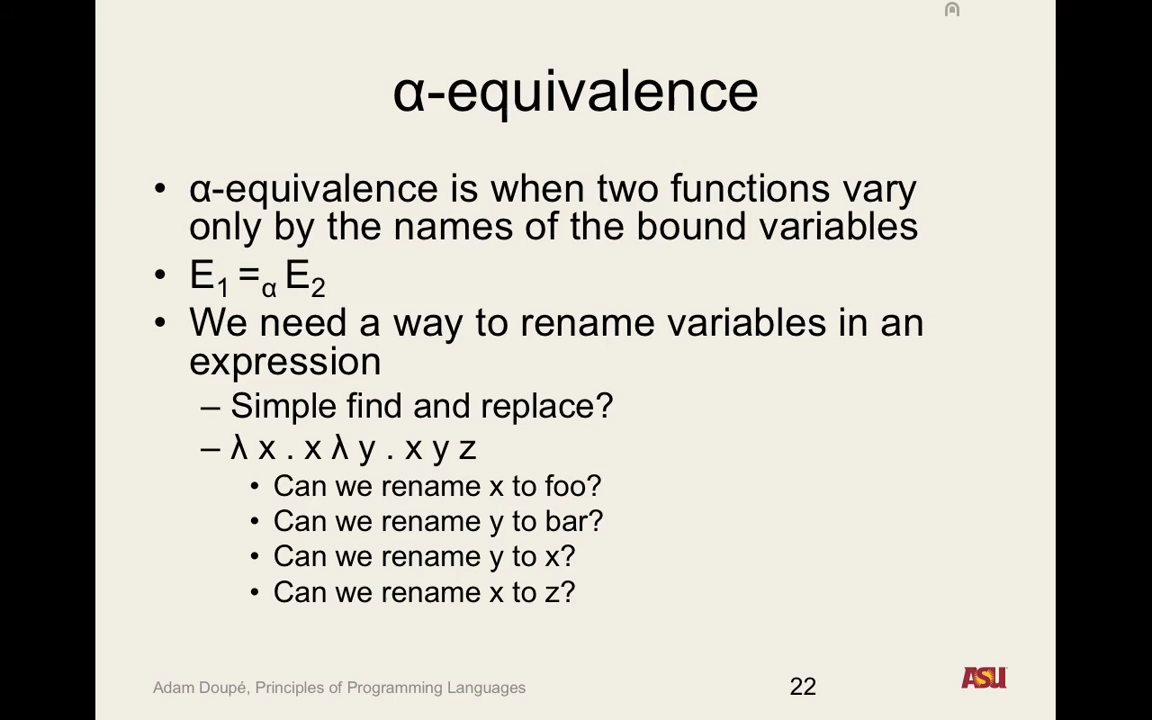 α-equivalence
• α-equivalence is when two functions vary
only by the names of the bound variables
• E₁ =α E₂
• We need a way to rename variables in an
expression
– Simple find and replace?
– λ x . x λ y . x y z
• Can we rename x to foo?
• Can we rename y to bar?
• Can we rename y to x?
• Can we rename x to z?
Adam Doupé, Principles of Programming Languages
22
ASU